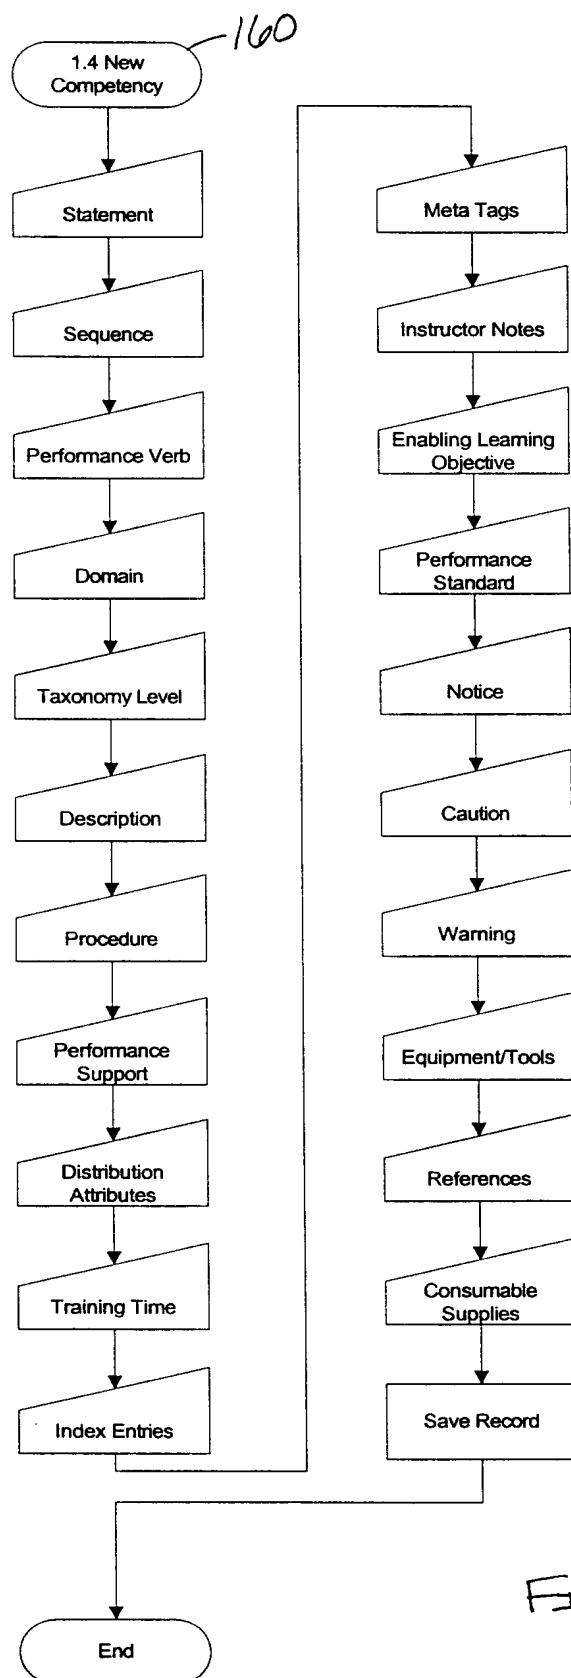 160
1.4 New
Competency
Statement
Sequence
Performance Verb
Domain
Taxonomy Level
Description
Procedure
Performance
Support
Distribution
Attributes
Training Time
Index Entries
Meta Tags
Instructor Notes
Enabling Learning
Objective
Performance
Standard
Notice
Caution
Warning
Equipment/Tools
References
Consumable
Supplies
Save Record
End